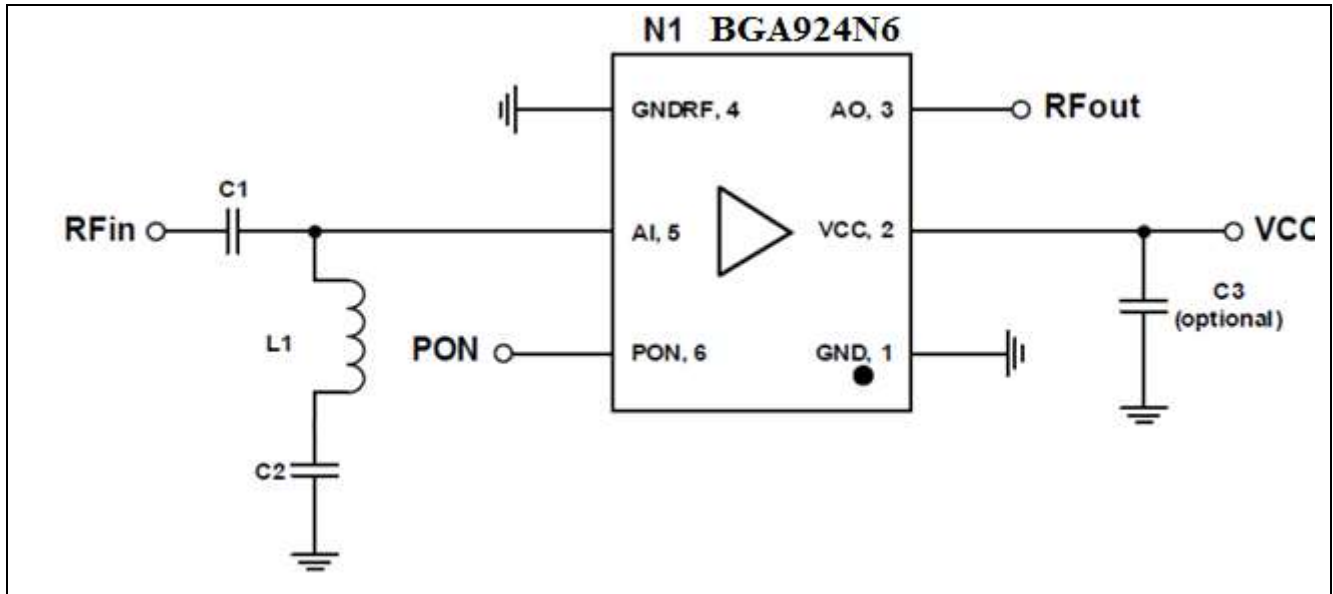 N1 BGA924N6
GNDRF, 4
AO, 3
RFout
C1
RFin
AI, 5
VCC, 2
VCC
C3
(optional)
L1
PON
PON, 6
GND, 1
C2